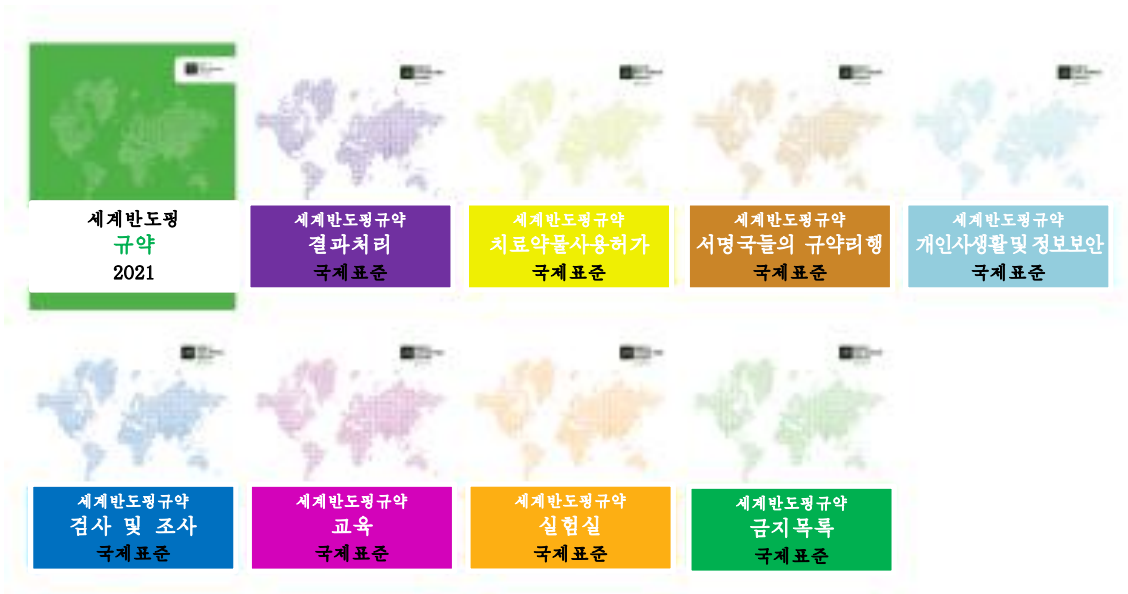 세계반도핑
규약
2021
세계반도핑규약
결과처리
국제표준
세계반도핑규약
치료약물사용허가
국제표준
세계반도핑규약
서명국들의 규약리행
국제표준
세계반도핑규약
개인사생활 및 정보보안
국제표준
세계반도핑규약
검사 및 조사
국제표준
세계반도핑규약
교육
국제표준
세계반도핑규약
실험실
국제표준
세계반도핑규약
금지목록
국제표준